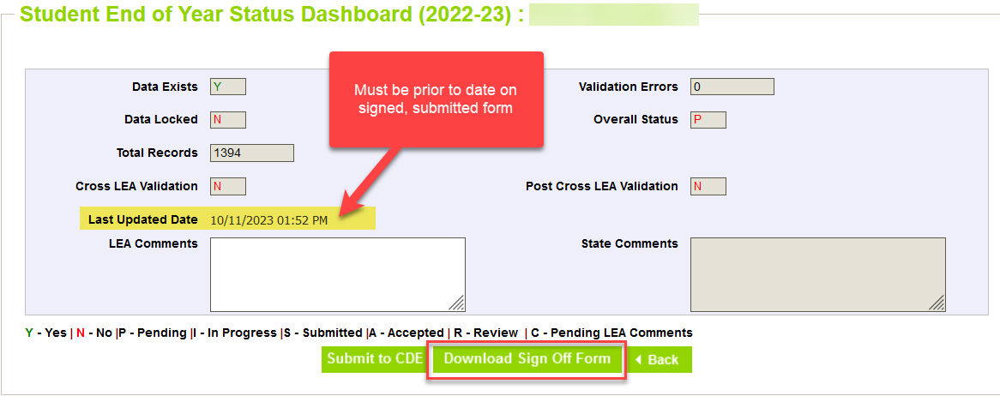 Student End of Year Status Dashboard (2022-23) :
Must be prior to date on
signed, submitted form
Data Exists Y Validation Errors 0
Data Locked N Overall Status P
Total Records 1394
Cross LEA Validation N Post Cross LEA Validation N
Last Updated Date 10/11/2023 01:52 PM
LEA Comments State Comments
Y - Yes | N - No |P - Pending |I - In Progress |S - Submitted |A - Accepted | R - Review | C - Pending LEA Comments
Submit to CDE Download Sign Off Form Back